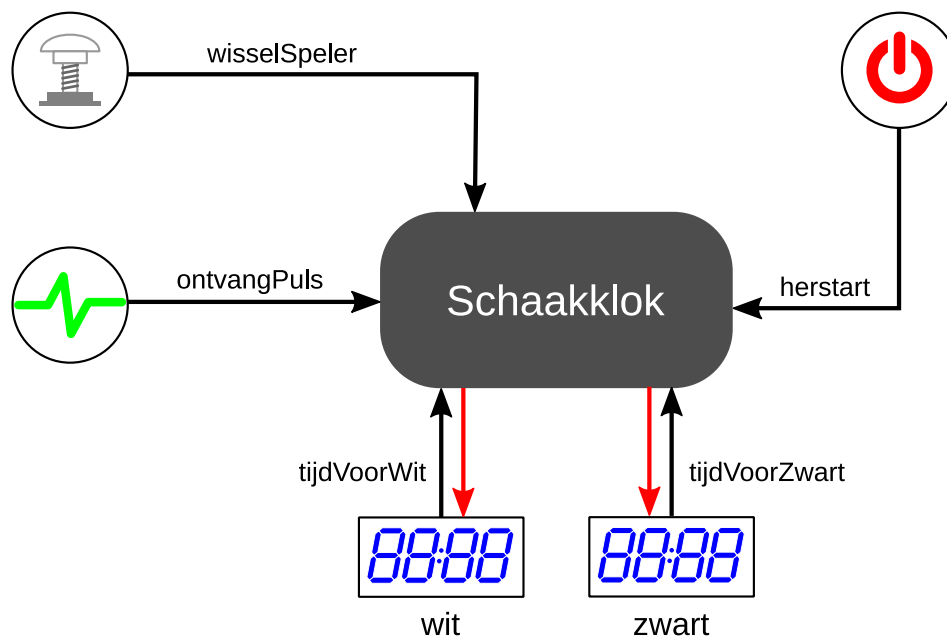 wisselSpeler
ontvangPuls
Schaakklok
herstart
tijdVoorWit
tijdVoorZwart
88:88
88:88
wit
zwart